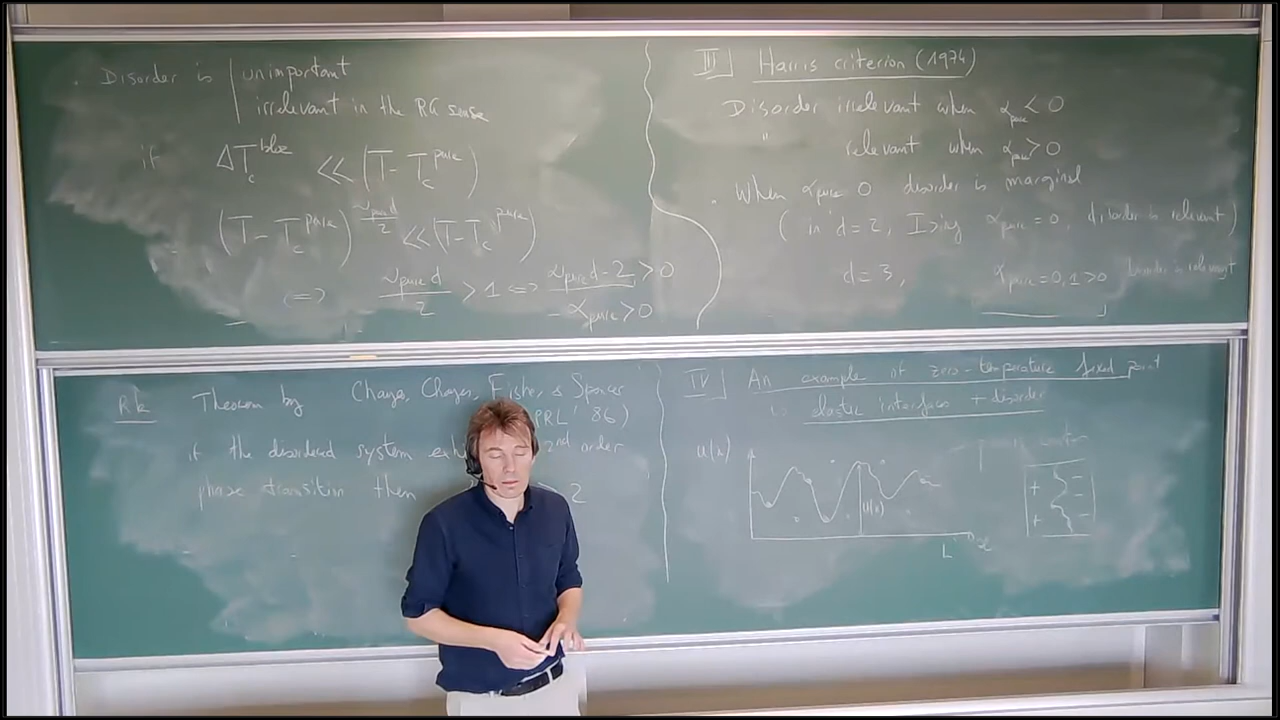 . Disorder is | unimportant
irrelevant in the RG sense
if ΔT_c^bloc << (T - T_c^pure)
(T - T_c^pure)^(ν_pure d / 2) << (T - T_c^pure)
<=> ν_pure d / 2 > 1 <=> ν_pure d - 2 > 0
- α_pure > 0
III] Harris criterion (1974)
Disorder irrelevant when α_pure < 0
" relevant when α_pure > 0
. When α_pure 0 disorder is marginal
( in d = 2, Ising α_pure = 0, disorder is relevant)
d = 3, α_pure = 0,1 > 0 disorder is relevant
Rk Theorem by Chayes, Chayes, Fisher, & Spencer
PRL' 86)
if the disordered system 2nd order
phase transition then 2
IV] An example of zero-temperature fixed point
elastic interfaces + disorder
u(x)
u(x)
L x
+ -
-
+ -